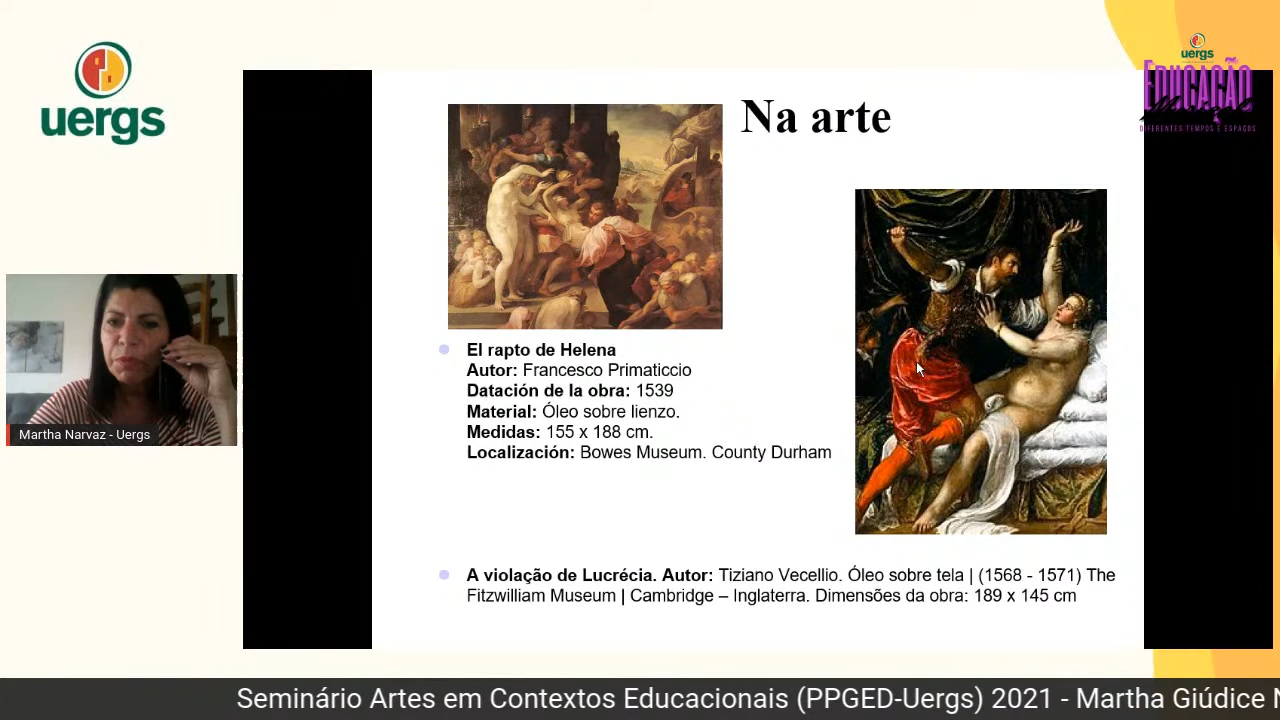 uergs
uergs
EDUCAÇÃO
DIFERENTES TEMPOS E ESPAÇOS
Na arte
El rapto de Helena
Autor: Francesco Primaticcio
Datación de la obra: 1539
Material: Óleo sobre lienzo.
Medidas: 155 x 188 cm.
Localización: Bowes Museum. County Durham
Martha Narvaz - Uergs
A violação de Lucrécia. Autor: Tiziano Vecellio. Óleo sobre tela | (1568 - 1571) The
Fitzwilliam Museum | Cambridge – Inglaterra. Dimensões da obra: 189 x 145 cm
Seminário Artes em Contextos Educacionais (PPGED-Uergs) 2021 - Martha Giúdice N